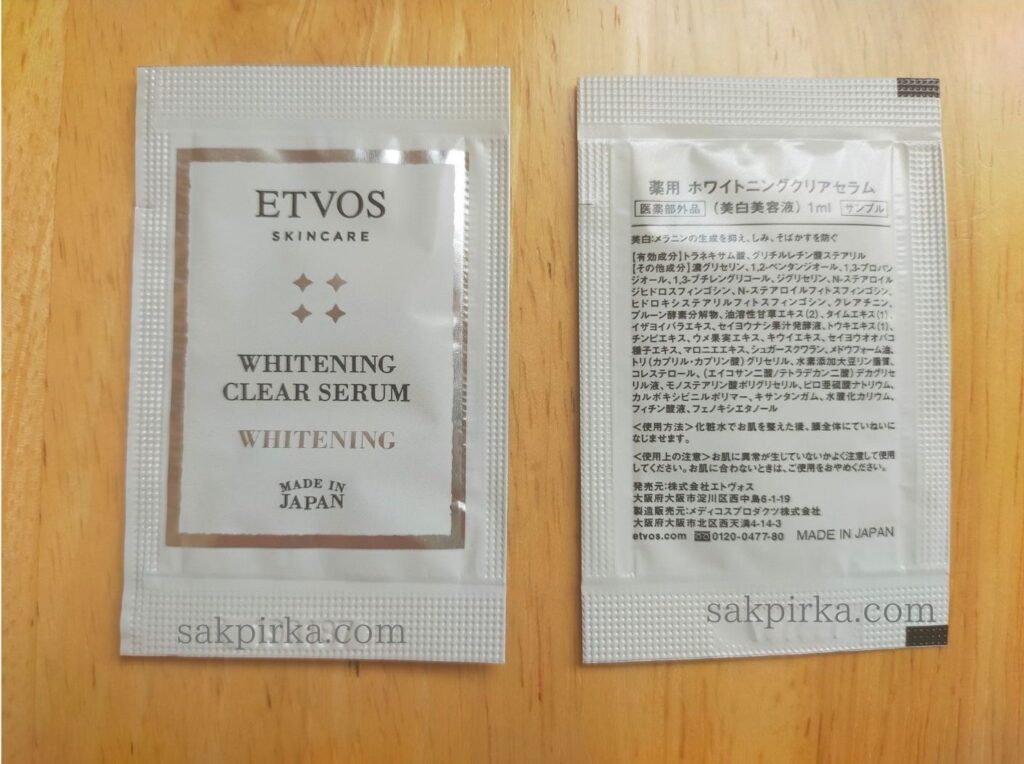 ETVOS
SKINCARE
WHITENING
CLEAR SERUM
WHITENING
MADE IN
JAPAN
sakpirka.com
薬用 ホワイトニングクリアセラム
医薬部外品 (美白美容液) 1ml サンプル
美白:メラニンの生成を抑え、しみ、そばかすを防ぐ
【有効成分】トラネキサム酸、グリチルレチン酸ステアリル
【その他成分】濃グリセリン、1,2-ペンタンジオール、1,3-プロパン
ジオール、1,3-ブチレングリコール、ジグリセリン、N-ステアロイル
ジヒドロスフィンゴシン、N-ステアロイルフィトスフィンゴシン、
ヒドロキシステアリルフィトスフィンゴシン、クレアチニン、
プルーン酵素分解物、油溶性甘草エキス(2)、タイムエキス(1)、
イザヨイバラエキス、セイヨウナシ果汁発酵液、トウキエキス(1)、
チンピエキス、ウメ果実エキス、キウイエキス、セイヨウオオバコ
種子エキス、マロニエエキス、シュガースクワラン、メドウフォーム油、
トリ(カプリル・カプリン酸)グリセリル、水素添加大豆リン脂質、
コレステロール、(エイコサン二酸/テトラデカン二酸)デカグリセ
リル液、モノステアリン酸ポリグリセリル、ピロ亜硫酸ナトリウム、
カルボキシビニルポリマー、キサンタンガム、水酸化カリウム、
フィチン酸液、フェノキシエタノール
<使用方法>化粧水でお肌を整えた後、顔全体にていねいに
なじませます。
<使用上の注意>お肌に異常が生じていないかよく注意して使用
してください。お肌に合わないときは、ご使用をおやめください。
発売元:株式会社エトヴォス
大阪府大阪市淀川区西中島6-1-19
製造販売元:メディコスプロダクツ株式会社
大阪府大阪市北区西天満4-14-3
etvos.com 0120-0477-80 MADE IN JAPAN
sakpirka.com